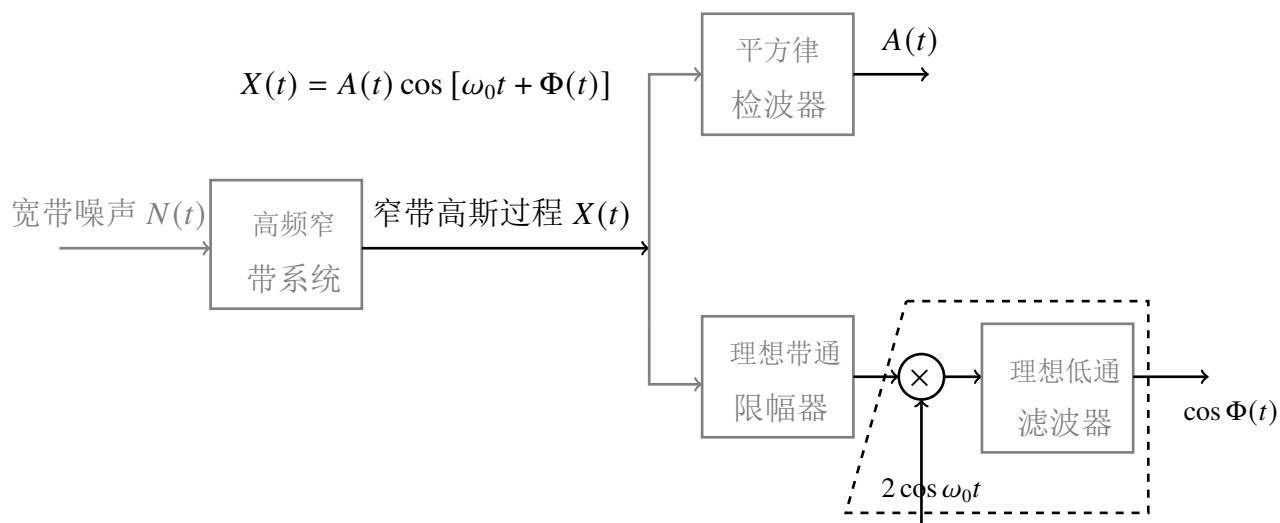 平方律
检波器
A(t)
X(t) = A(t) cos [ω₀t + Φ(t)]
宽带噪声 N(t)
高频窄
带系统
窄带高斯过程 X(t)
理想带通
限幅器
×
理想低通
滤波器
cos Φ(t)
2 cos ω₀t